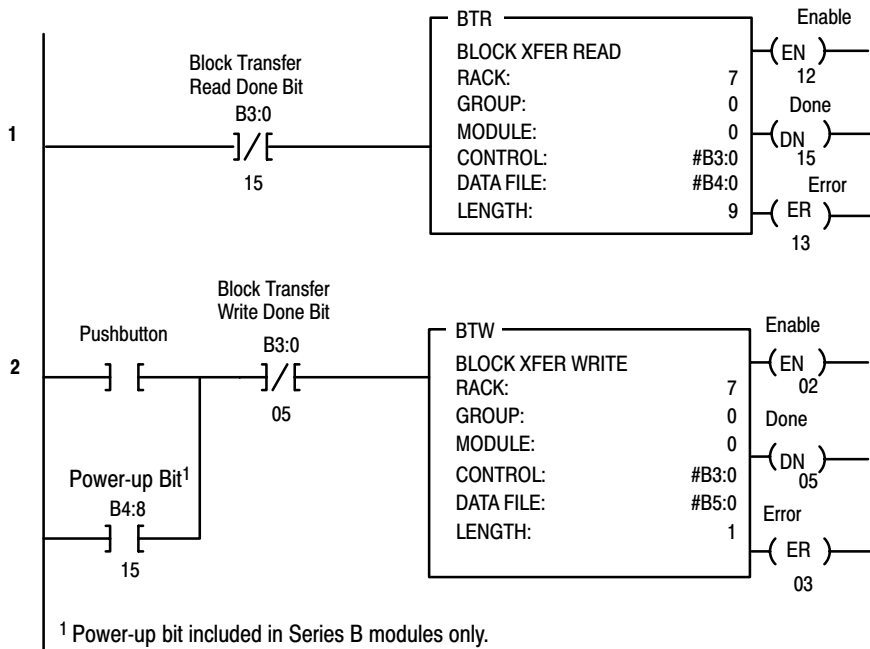 1
Block Transfer
Read Done Bit
B3:0
]/[
15
BTR
BLOCK XFER READ
RACK: 7
GROUP: 0
MODULE: 0
CONTROL: #B3:0
DATA FILE: #B4:0
LENGTH: 9
Enable
(EN)
12
Done
(DN)
15
Error
(ER)
13
2
Pushbutton
] [
Block Transfer
Write Done Bit
B3:0
]/[
05
Power-up Bit¹
B4:8
] [
15
BTW
BLOCK XFER WRITE
RACK: 7
GROUP: 0
MODULE: 0
CONTROL: #B3:0
DATA FILE: #B5:0
LENGTH: 1
Enable
(EN)
02
Done
(DN)
05
Error
(ER)
03
¹ Power-up bit included in Series B modules only.